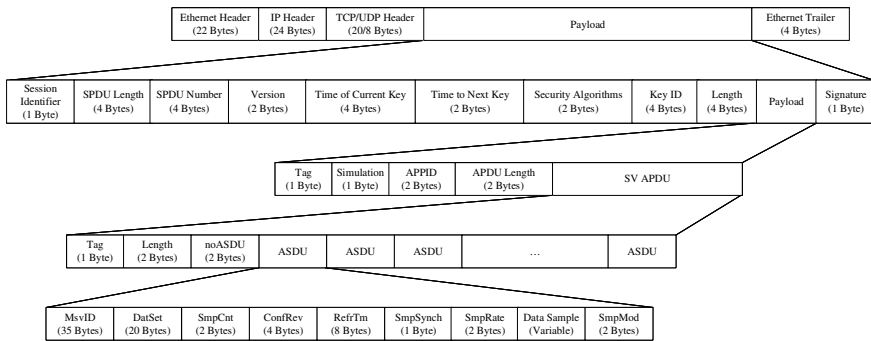 Ethernet Header
(22 Bytes)
IP Header
(24 Bytes)
TCP/UDP Header
(20/8 Bytes)
Payload
Ethernet Trailer
(4 Bytes)
Session
Identifier
(1 Byte)
SPDU Length
(4 Bytes)
SPDU Number
(4 Bytes)
Version
(2 Bytes)
Time of Current Key
(4 Bytes)
Time to Next Key
(2 Bytes)
Security Algorithms
(2 Bytes)
Key ID
(4 Bytes)
Length
(4 Bytes)
Payload
Signature
(1 Byte)
Tag
(1 Byte)
Simulation
(1 Byte)
APPID
(2 Bytes)
APDU Length
(2 Bytes)
SV APDU
Tag
(1 Byte)
Length
(2 Bytes)
noASDU
(2 Bytes)
ASDU
ASDU
ASDU
...
ASDU
MsvID
(35 Bytes)
DatSet
(20 Bytes)
SmpCnt
(2 Bytes)
ConfRev
(4 Bytes)
RefrTm
(8 Bytes)
SmpSynch
(1 Byte)
SmpRate
(2 Bytes)
Data Sample
(Variable)
SmpMod
(2 Bytes)